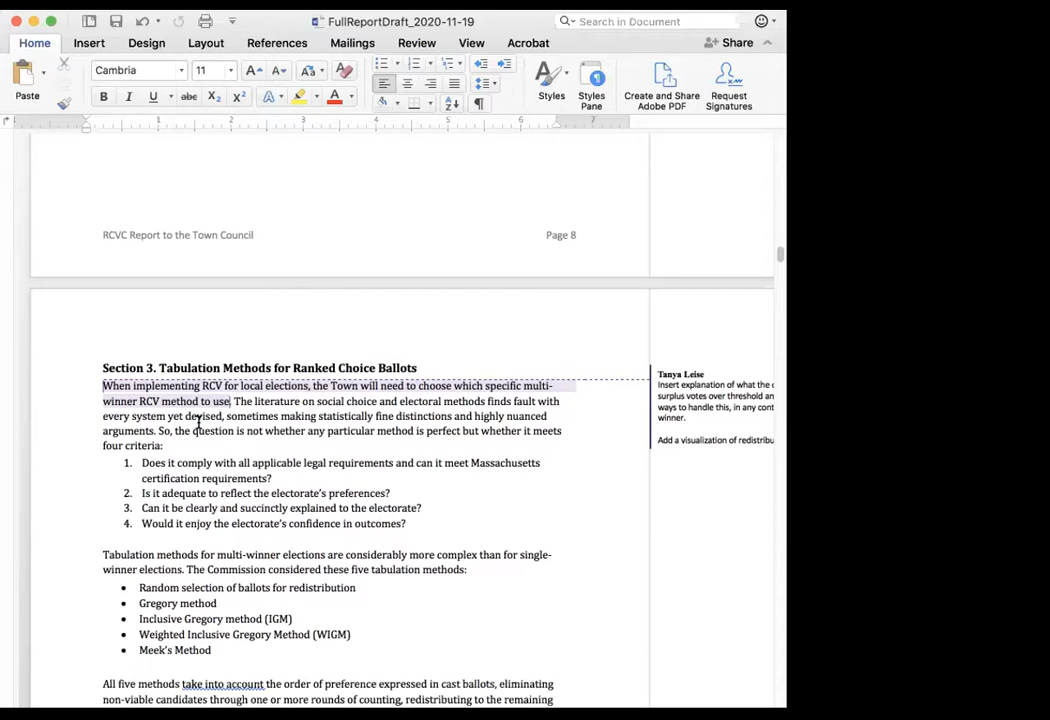 FullReportDraft_2020-11-19
Search in Document
Home Insert Design Layout References Mailings Review View Acrobat Share
Paste
Cambria 11
B I U abc X2 X2 A A
Styles
Styles
Pane
Create and Share
Adobe PDF
Request
Signatures
1 2 3 4 5 6 7
RCVC Report to the Town Council Page 8
Section 3. Tabulation Methods for Ranked Choice Ballots
When implementing RCV for local elections, the Town will need to choose which specific multi-
winner RCV method to use. The literature on social choice and electoral methods finds fault with
every system yet devised, sometimes making statistically fine distinctions and highly nuanced
arguments. So, the question is not whether any particular method is perfect but whether it meets
four criteria:
1. Does it comply with all applicable legal requirements and can it meet Massachusetts
certification requirements?
2. Is it adequate to reflect the electorate's preferences?
3. Can it be clearly and succinctly explained to the electorate?
4. Would it enjoy the electorate's confidence in outcomes?
Tabulation methods for multi-winner elections are considerably more complex than for single-
winner elections. The Commission considered these five tabulation methods:
• Random selection of ballots for redistribution
• Gregory method
• Inclusive Gregory method (IGM)
• Weighted Inclusive Gregory Method (WIGM)
• Meek's Method
All five methods take into account the order of preference expressed in cast ballots, eliminating
non-viable candidates through one or more rounds of counting, redistributing to the remaining
Tanya Leise
Insert explanation of what the
surplus votes over threshold
ways to handle this, in any
winner.
Add a visualization of